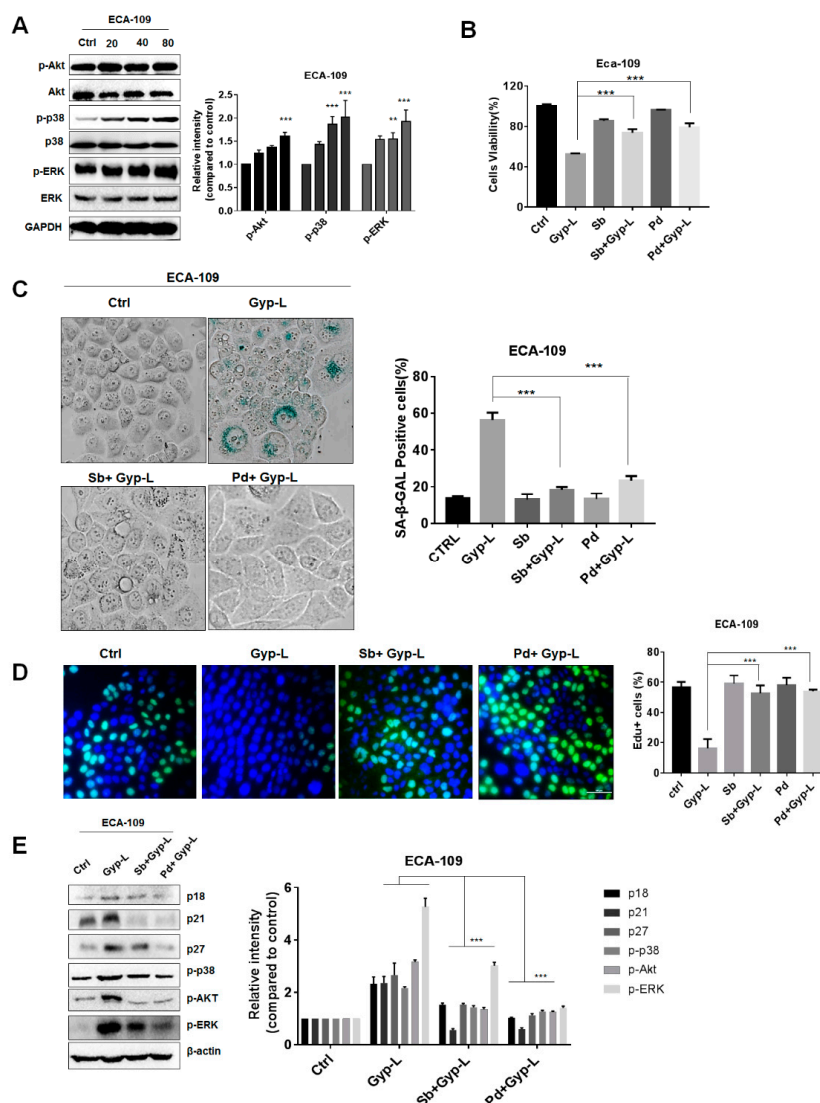 A
ECA-109
Ctrl 20 40 80
p-Akt
Akt
p-p38
p38
p-ERK
ERK
GAPDH
ECA-109
Relative intensity
(compared to control)
2.5
2.0
1.5
1.0
0.5
0.0
***
***
***
**
***
p-Akt
p-p38
p-ERK
B
Eca-109
Cells VIabillity(%)
120
80
40
0
***
***
Ctrl
Gyp-L
Sb
Sb+Gyp-L
Pd
Pd+Gyp-L
C
ECA-109
Ctrl
Gyp-L
Sb+ Gyp-L
Pd+ Gyp-L
ECA-109
SA-β-GAL Positive cells(%)
80
60
40
20
0
***
***
CTRL
Gyp-L
Sb
Sb+Gyp-L
Pd
Pd+Gyp-L
D
Ctrl
Gyp-L
Sb+ Gyp-L
Pd+ Gyp-L
ECA-109
Edu+ cells (%)
80
60
40
20
0
***
***
ctrl
Gyp-L
Sb
Sb+Gyp-L
Pd
Pd+Gyp-L
E
ECA-109
Ctrl
Gyp-L
Sb+Gyp-L
Pd+ Gyp-L
p18
p21
p27
p-p38
p-AKT
p-ERK
β-actin
ECA-109
Relative intensity
(compared to control)
6
4
2
0
***
***
Ctrl
Gyp-L
Sb+Gyp-L
Pd+Gyp-L
p18
p21
p27
p-p38
p-Akt
p-ERK